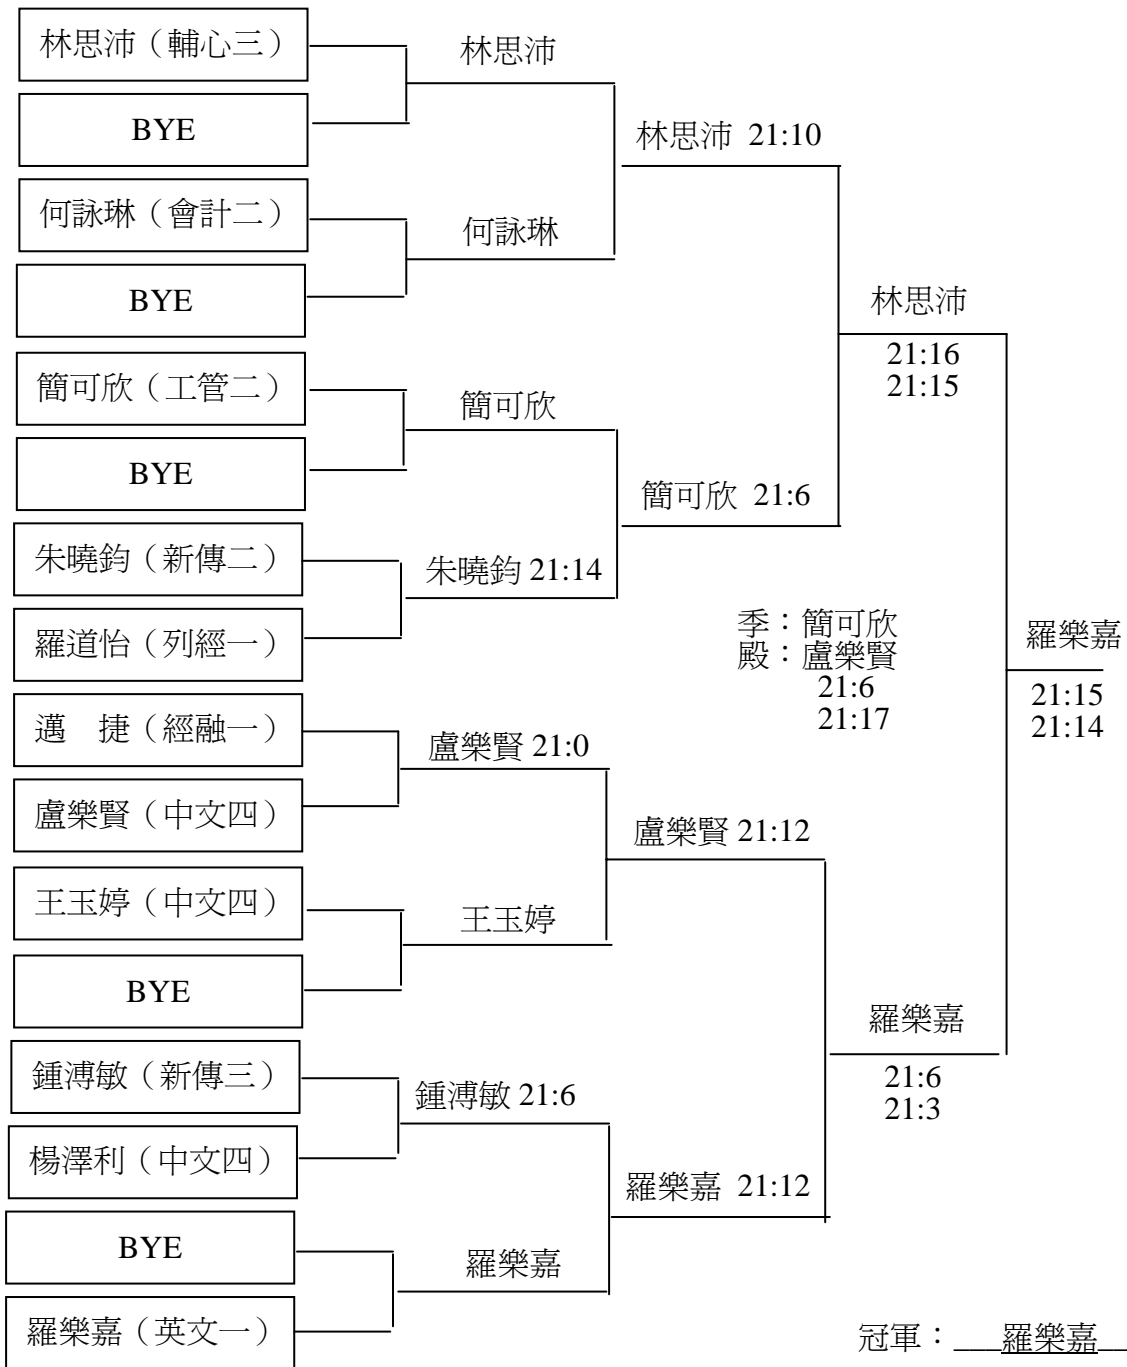 林思沛（輔心三）
BYE
何詠琳（會計二）
BYE
簡可欣（工管二）
BYE
朱曉鈞（新傳二）
羅道怡（列經一）
邁　捷（經融一）
盧樂賢（中文四）
王玉婷（中文四）
BYE
鍾溥敏（新傳三）
楊澤利（中文四）
BYE
羅樂嘉（英文一）
林思沛
何詠琳
簡可欣
朱曉鈞 21:14
盧樂賢 21:0
王玉婷
鍾溥敏 21:6
羅樂嘉
林思沛 21:10
簡可欣 21:6
盧樂賢 21:12
羅樂嘉 21:12
林思沛
21:16
21:15
季：簡可欣
殿：盧樂賢
21:6
21:17
羅樂嘉
21:6
21:3
羅樂嘉
21:15
21:14
冠軍：___羅樂嘉__